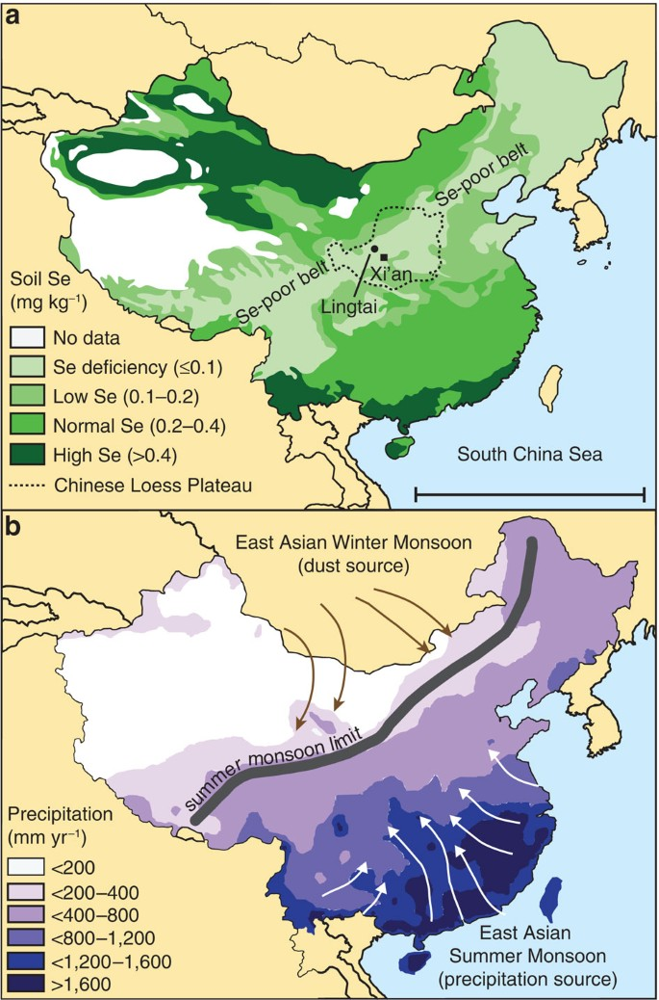 a
Se-poor belt
Se-poor belt
Xi'an
Lingtai
Soil Se
(mg kg⁻¹)
No data
Se deficiency (≤0.1)
Low Se (0.1–0.2)
Normal Se (0.2–0.4)
High Se (>0.4)
Chinese Loess Plateau
South China Sea
b
East Asian Winter Monsoon
(dust source)
summer monsoon limit
Precipitation
(mm yr⁻¹)
<200
<200–400
<400–800
<800–1,200
<1,200–1,600
>1,600
East Asian
Summer Monsoon
(precipitation source)